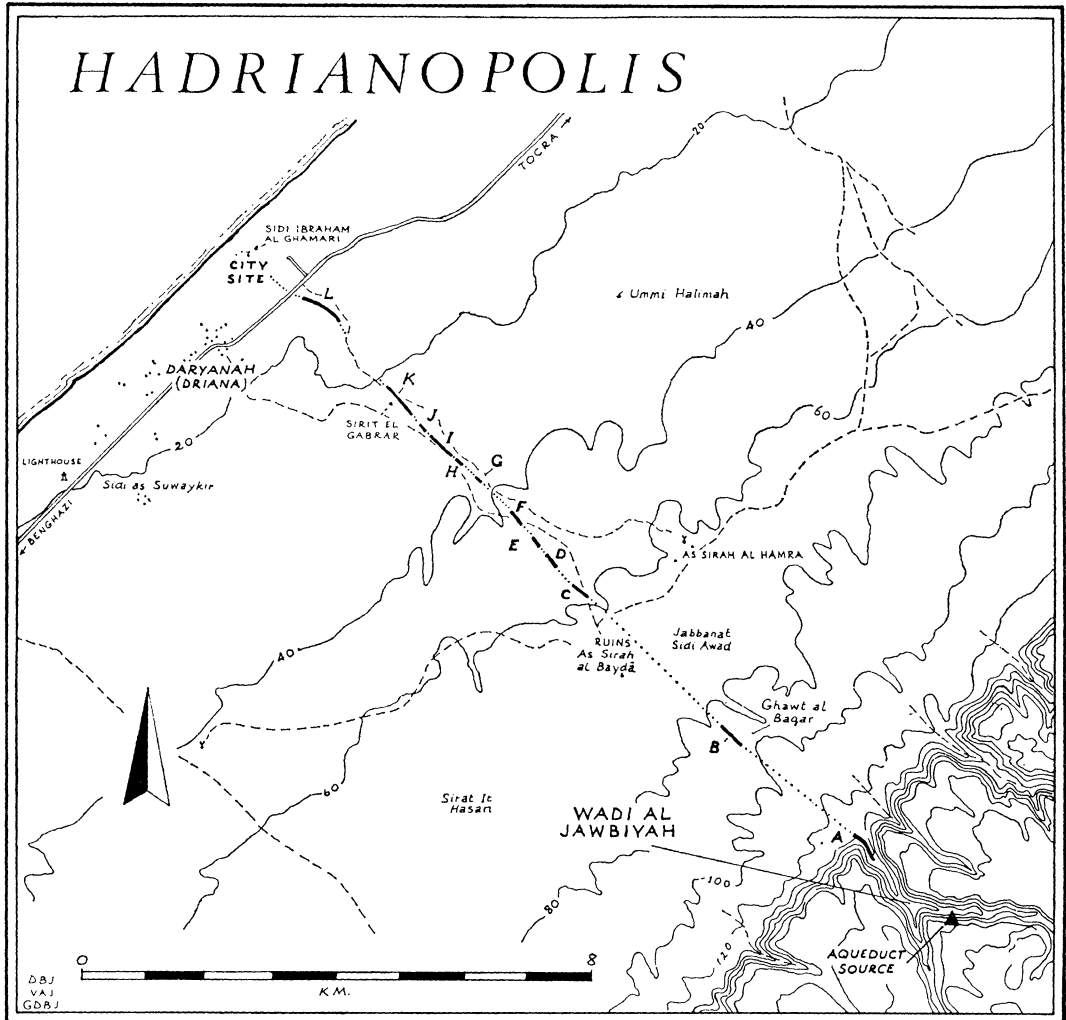 HADRIANOPOLIS
20
TOCRA
SIDI IBRAHAM
AL GHAMARI
CITY
SITE
L
Ummi Halimah
40
DARYANAH
(DRIANA)
K
60
SIRIT EL
GABRAR
J
I
20
H
G
LIGHTHOUSE
Sidi as Suwaykir
F
BENGHAZI
E
D
AS SIRAH AL HAMRA
C
RUINS
As Sirah
al Baydā
Jabbanat
Sidi Awad
40
Ghawt al
Baqar
B
60
Sirat It
Hasan
WADI AL
JAWBIYAH
A
100
80
120
AQUEDUCT
SOURCE
0
8
KM.
DBJ
VAJ
GDBJ